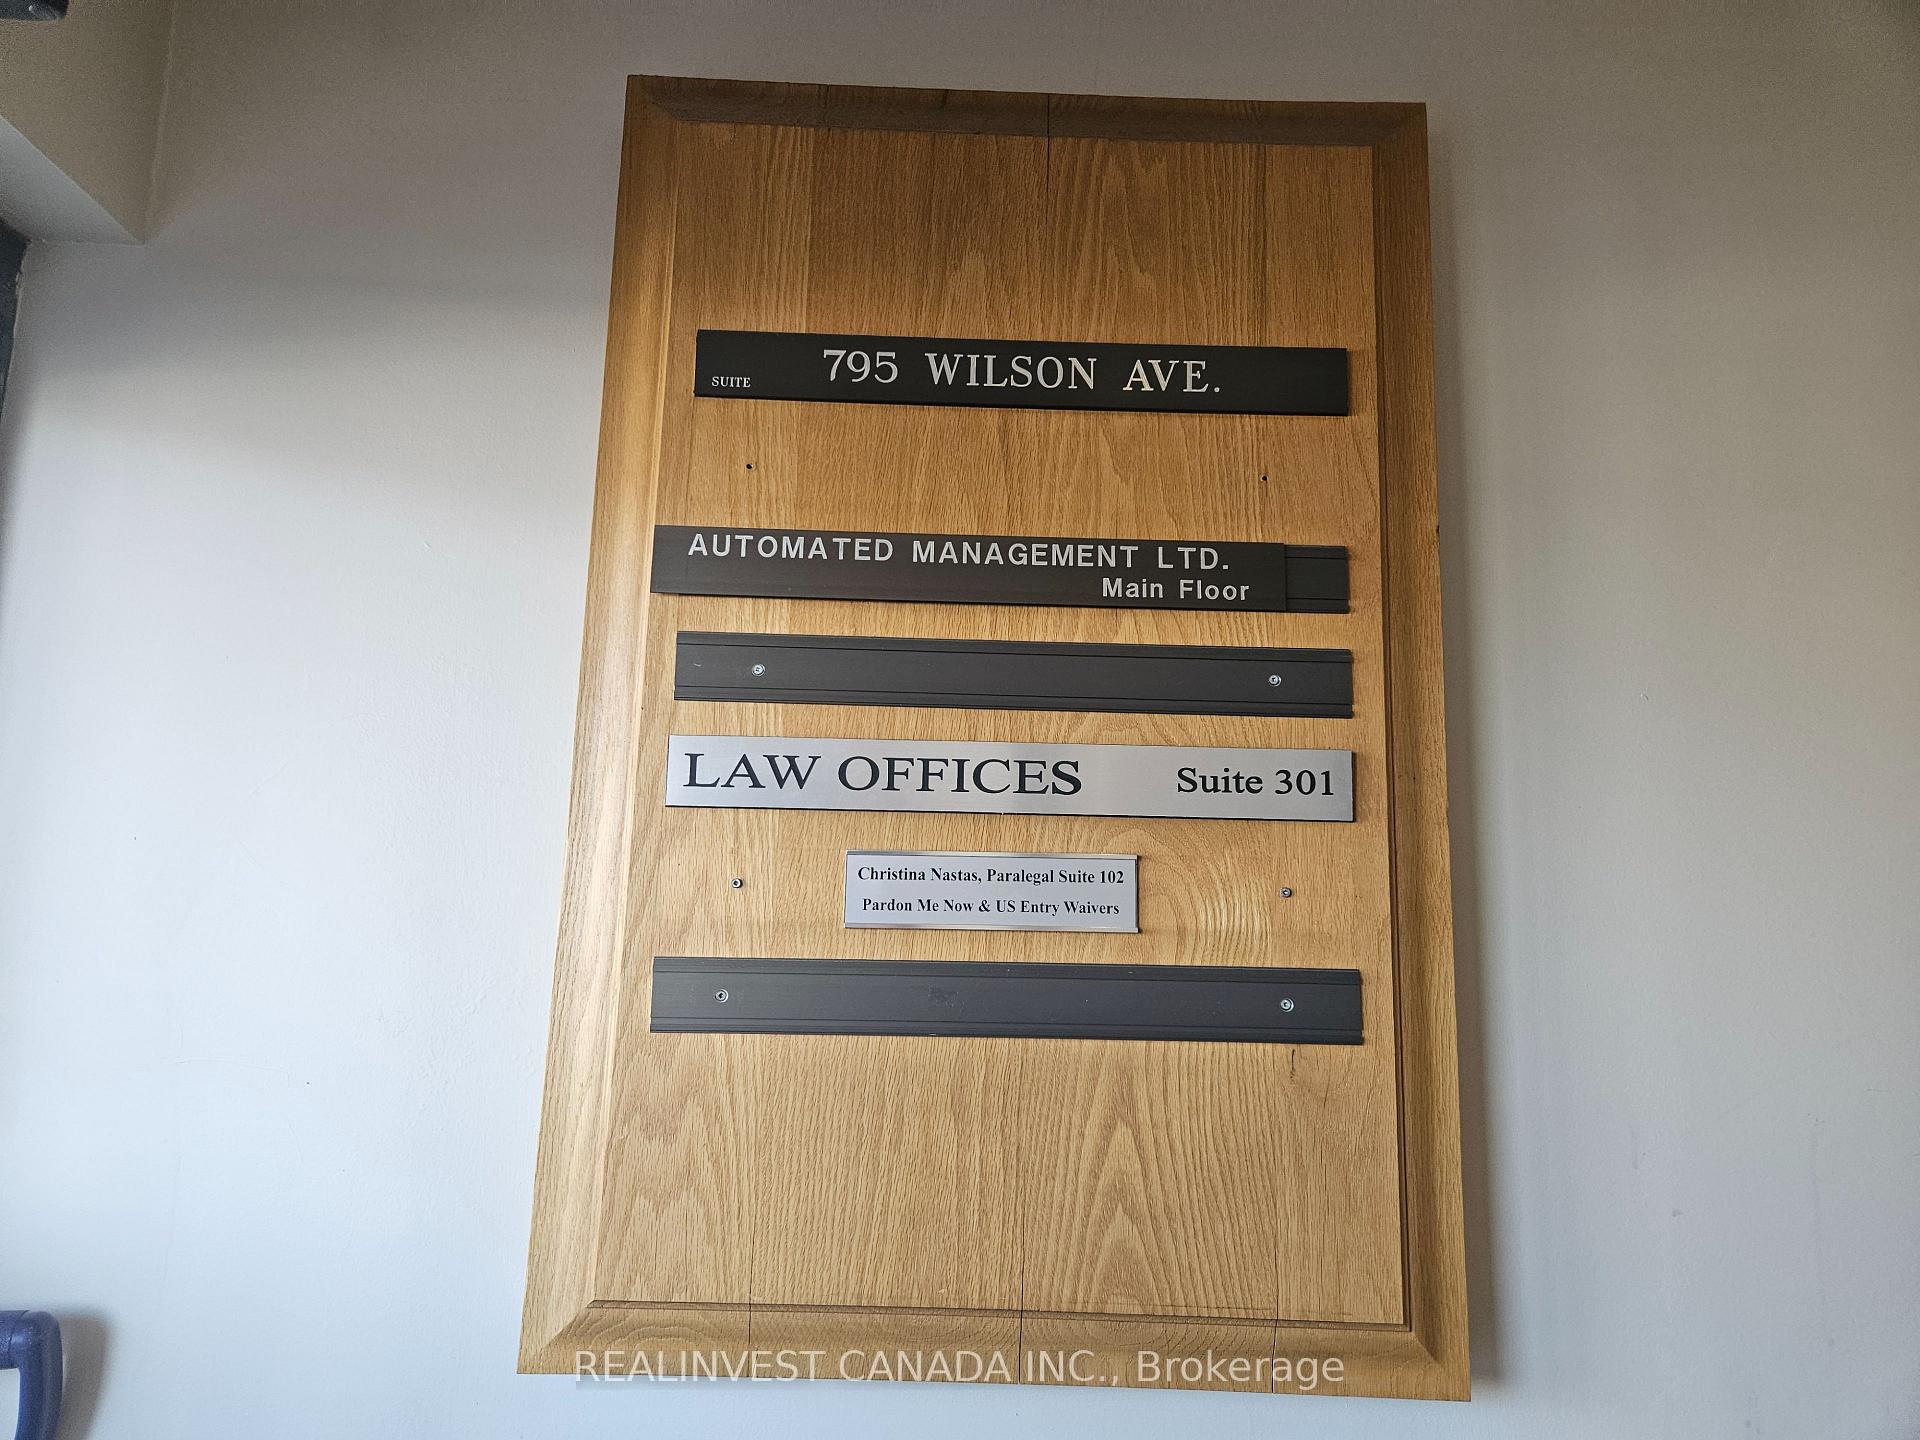 795 WILSON AVE.
SUITE
AUTOMATED MANAGEMENT LTD.
Main Floor
LAW OFFICES Suite 301
Christina Nastas, Paralegal Suite 102
Pardon Me Now & US Entry Waivers
REALINVEST CANADA INC., Brokerage